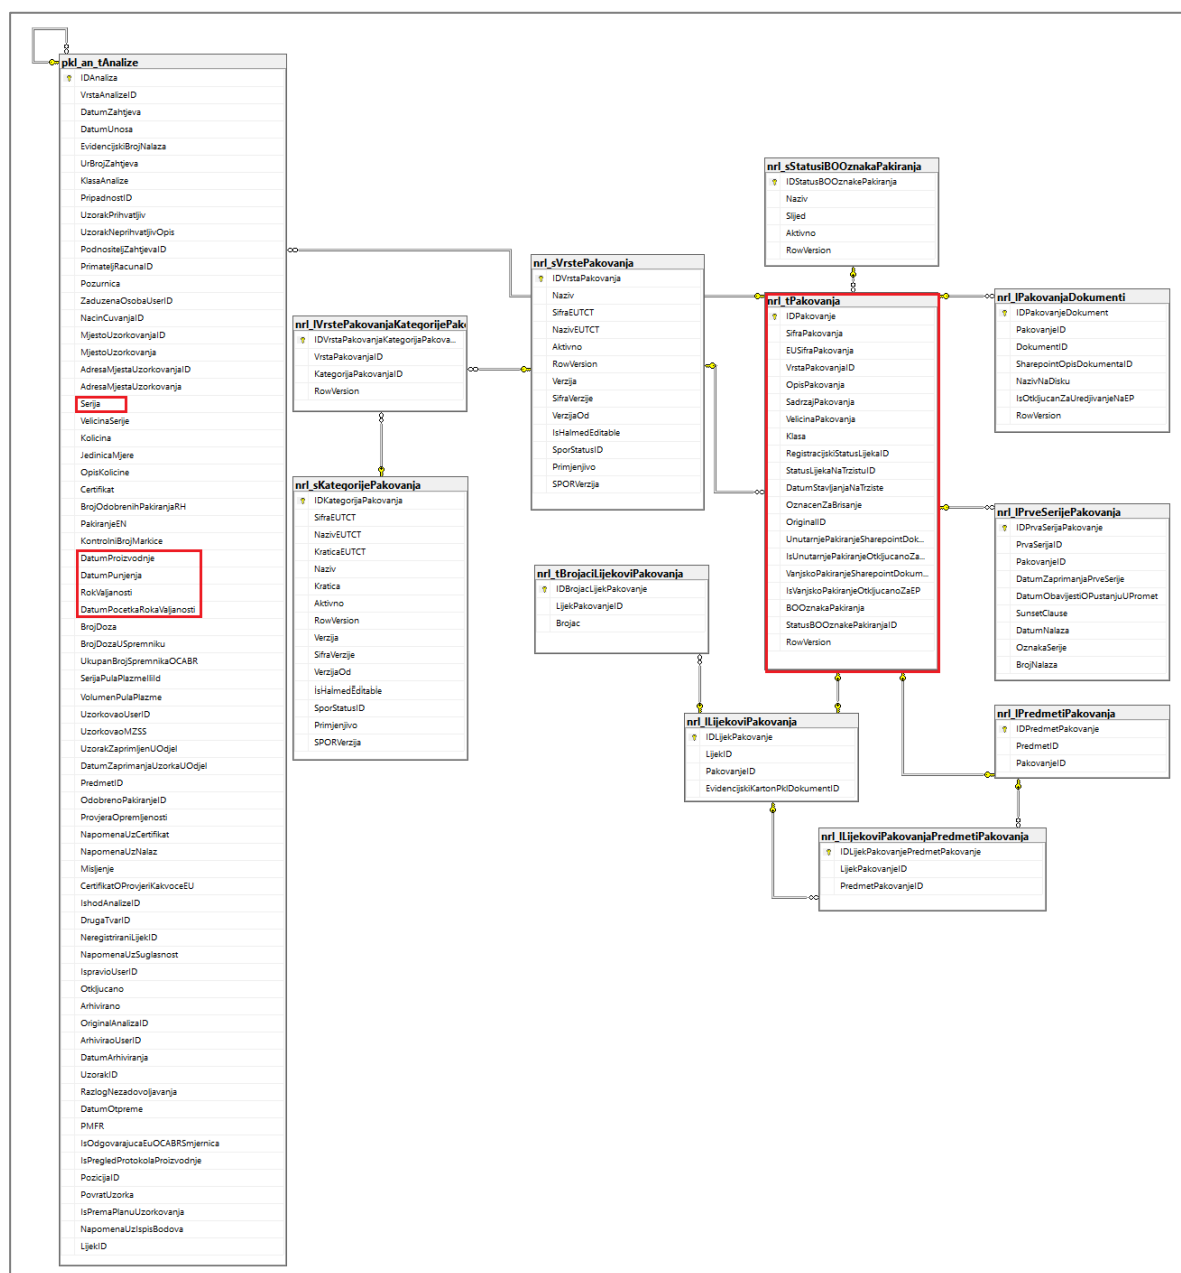 pkl_an_tAnalize
IDAnaliza
VrstaAnalizeID
DatumZahtjeva
DatumUnosa
EvidencijskiBrojNalaza
UrBrojZahtjeva
KlasaAnalize
PripadnostID
UzorakPrihvatljiv
UzorakNeprihvatljivOpis
PodnositeljZahtjevaID
PrimateljRacunaID
Pozurnica
ZaduzenaOsobaUserID
NacinCuvanjaID
MjestoUzorkovanjaID
MjestoUzorkovanja
AdresaMjestaUzorkovanjaID
AdresaMjestaUzorkovanja
Serija
VelicinaSerije
Kolicina
JedinicaMjere
OpisKolicine
Certifikat
BrojOdobrenihPakiranjaRH
PakiranjeEN
KontrolniBrojMarkice
DatumProizvodnje
DatumPunjenja
RokValjanosti
DatumPocetkaRokaValjanosti
BrojDoza
BrojDozaUSpremniku
UkupanBrojSpremnikaOCABR
SerijaPulaPlazmeIliId
VolumenPulaPlazme
UzorkovaoUserID
UzorkovaoMZSS
UzorakZaprimljenUOdjel
DatumZaprimanjaUzorkaUOdjel
PredmetID
OdobrenoPakiranjeID
ProvjeraOpremljenosti
NapomenaUzCertifikat
NapomenaUzNalaz
Misljenje
CertifikatOProvjeriKakvoceEU
IshodAnalizeID
DrugaTvarID
NeregistriraniLijekID
NapomenaUzSuglasnost
IspravioUserID
Otkljucano
Arhivirano
OriginalAnalizaID
ArhiviraoUserID
DatumArhiviranja
UzorakID
RazlogNezadovoljavanja
DatumOtpreme
PMFR
IsOdgovarajucaEuOCABRSmjernica
IsPregledProtokolaProizvodnje
PozicijaID
PovratUzorka
IsPremaPlanuUzorkovanja
NapomenaUzIspisBodova
LijekID
nrl_lVrstePakovanjaKategorijePako
IDVrstaPakovanjaKategorijaPakova...
VrstaPakovanjaID
KategorijaPakovanjaID
RowVersion
nrl_sKategorijePakovanja
IDKategorijaPakovanja
SifraEUTCT
NazivEUTCT
KraticaEUTCT
Naziv
Kratica
Aktivno
RowVersion
Verzija
SifraVerzije
VerzijaOd
IsHalmedEditable
SporStatusID
Primjenjivo
SPORVerzija
nrl_sVrstePakovanja
IDVrstaPakovanja
Naziv
SifraEUTCT
NazivEUTCT
Aktivno
RowVersion
Verzija
SifraVerzije
VerzijaOd
IsHalmedEditable
SporStatusID
Primjenjivo
SPORVerzija
nrl_tBrojaciLijekoviPakovanja
IDBrojacLijekPakovanje
LijekPakovanjeID
Brojac
nrl_sStatusiBOOznakaPakiranja
IDStatusBOOznakePakiranja
Naziv
Slijed
Aktivno
RowVersion
nrl_tPakovanja
IDPakovanje
SifraPakovanja
EUSifraPakovanja
VrstaPakovanjaID
OpisPakovanja
SadrzajPakovanja
VelicinaPakovanja
Klasa
RegistracijskiStatusLijekaID
StatusLijekaNaTrzistuID
DatumStavljanjaNaTrziste
OznacenZaBrisanje
OriginalID
UnutarnjePakiranjeSharepointDok...
IsUnutarnjePakiranjeOtkljucanoZa...
VanjskoPakiranjeSharepointDokum...
IsVanjskoPakiranjeOtkljucanoZaEP
BOOznakaPakiranja
StatusBOOznakePakiranjaID
RowVersion
nrl_lPakovanjaDokumenti
IDPakovanjeDokument
PakovanjeID
DokumentID
SharepointOpisDokumentaID
NazivNaDisku
IsOtkljucanZaUredjivanjeNaEP
RowVersion
nrl_lPrveSerijePakovanja
IDPrvaSerijaPakovanje
PrvaSerijaID
PakovanjeID
DatumZaprimanjaPrveSerije
DatumObavijestiOPustanjuUPromet
SunsetClause
DatumNalaza
OznakaSerije
BrojNalaza
nrl_lLijekoviPakovanja
IDLijekPakovanje
LijekID
PakovanjeID
EvidencijskiKartonPklDokumentID
nrl_lPredmetiPakovanja
IDPredmetPakovanje
PredmetID
PakovanjeID
nrl_lLijekoviPakovanjaPredmetiPakovanja
IDLijekPakovanjePredmetPakovanje
LijekPakovanjeID
PredmetPakovanjeID